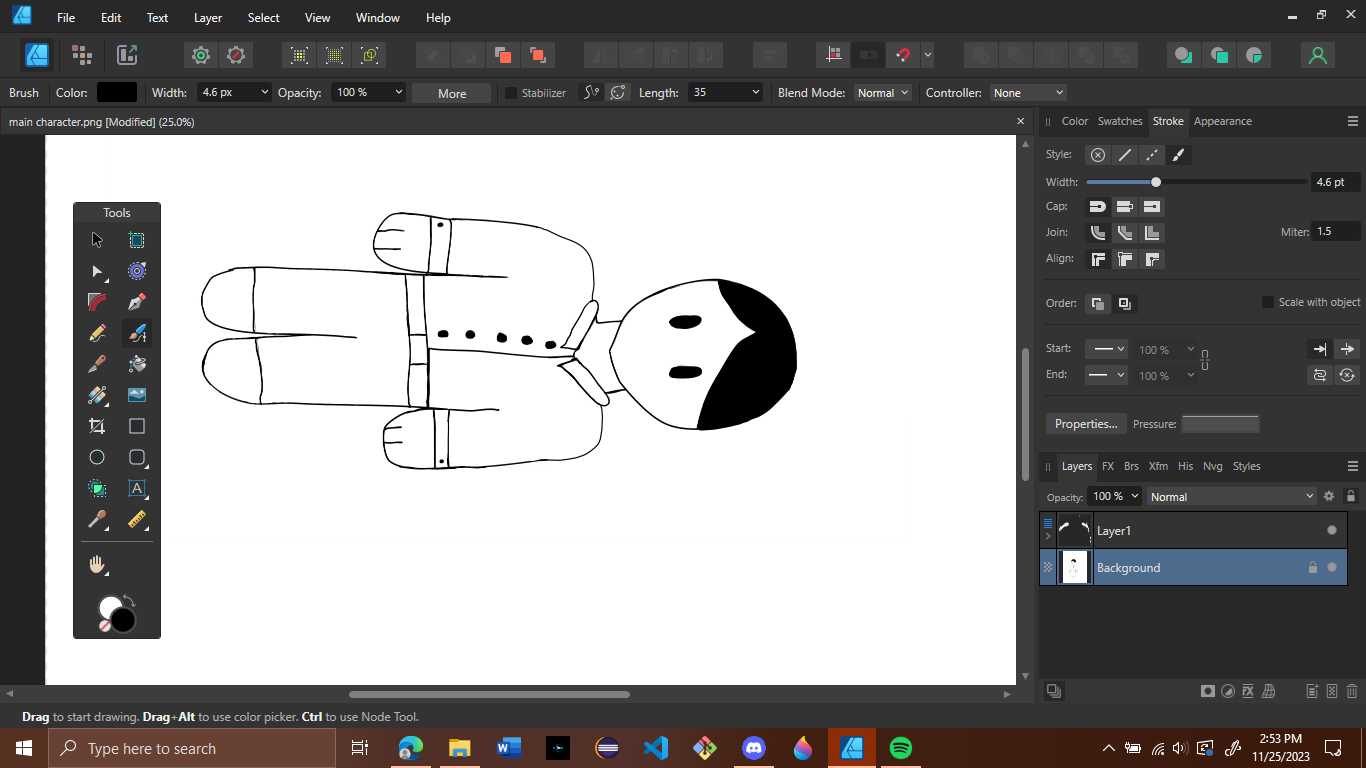 File Edit Text Layer Select View Window Help
Brush Color: Width: 4.6 px Opacity: 100 % More Stabilizer Length: 35 Blend Mode: Normal Controller: None
main character.png [Modified] (25.0%)
Tools
A
Color Swatches Stroke Appearance
Style:
Width: 4.6 pt
Cap:
Join: Miter: 1.5
Align:
Order: Scale with object
Start: 100 %
End: 100 %
Properties... Pressure:
Layers FX Brs Xfm His Nvg Styles
Opacity: 100 % Normal
Layer1
Background
Drag to start drawing. Drag+Alt to use color picker. Ctrl to use Node Tool.
Type here to search
2:53 PM
11/25/2023